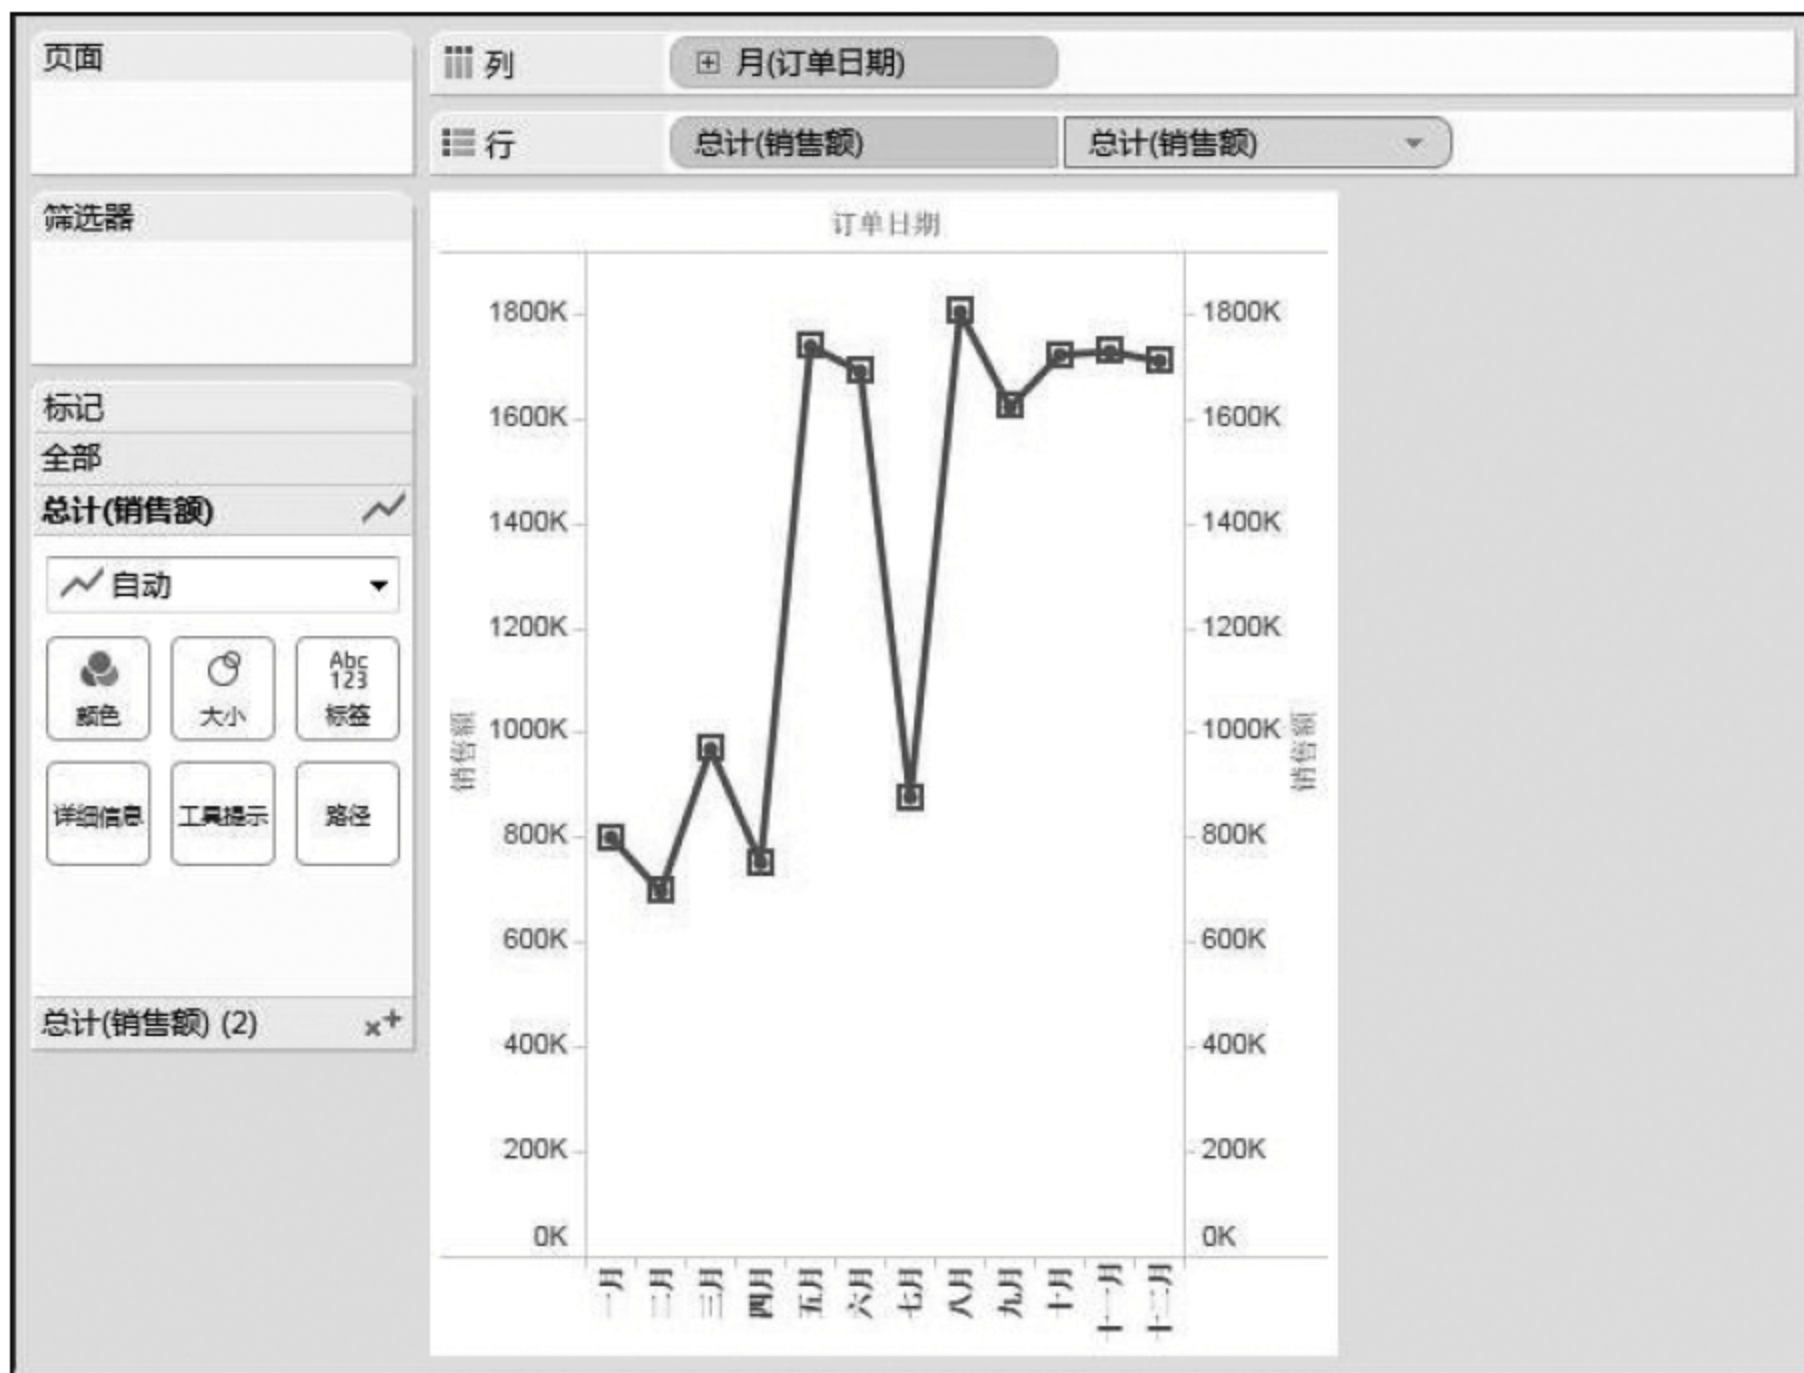 页面
列
月(订单日期)
行
总计(销售额)
总计(销售额)
筛选器
标记
全部
总计(销售额)
自动
颜色
大小
Abc
123
标签
详细信息
工具提示
路径
总计(销售额) (2)
订单日期
1800K
1600K
1400K
1200K
1000K
800K
600K
400K
200K
0K
销售额
1800K
1600K
1400K
1200K
1000K
800K
600K
400K
200K
0K
销售额
一月
二月
三月
四月
五月
六月
七月
八月
九月
十月
十一月
十二月